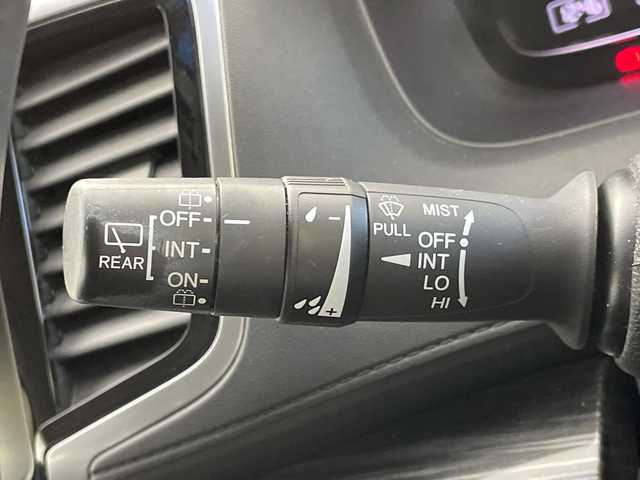 REAR
OFF
INT
ON
- 
+
PULL
MIST
OFF
INT
LO
HI